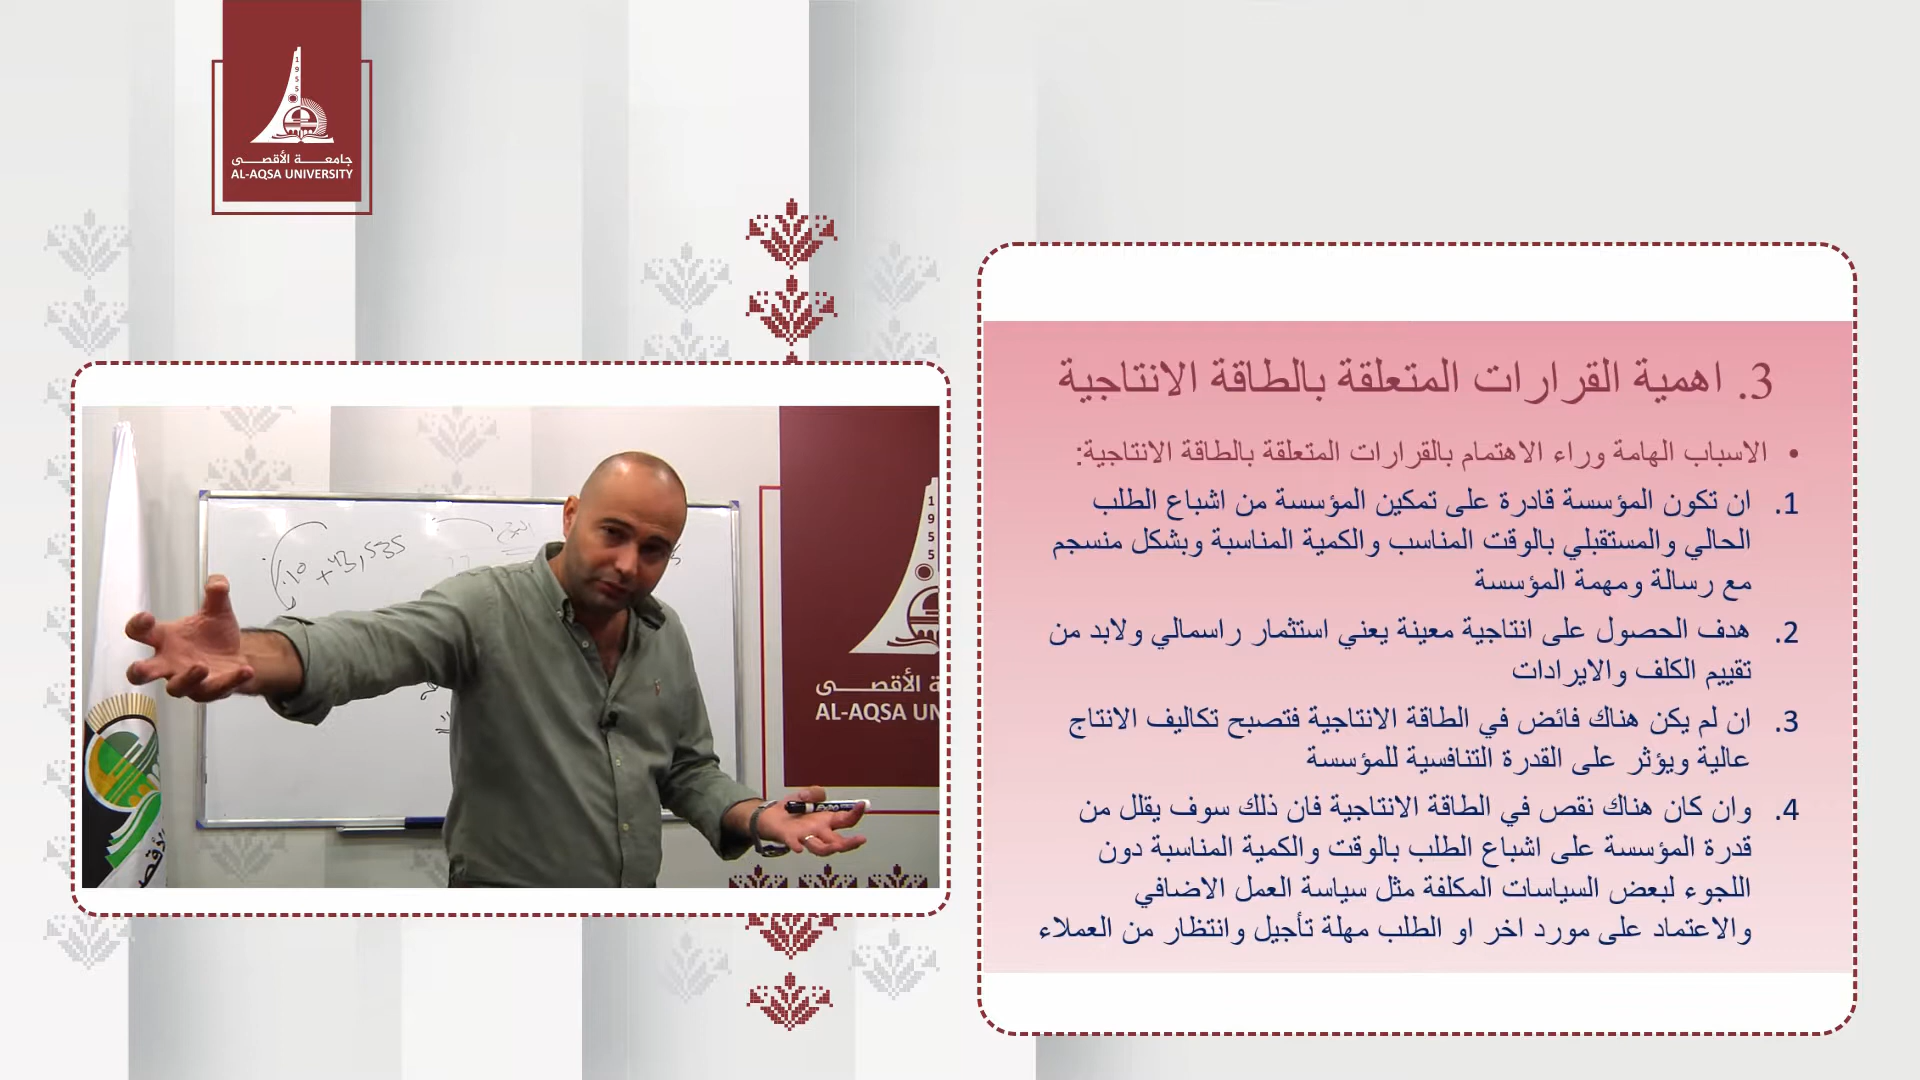 1955
جامعة الأقصى
AL-AQSA UNIVERSITY
3. اهمية القرارات المتعلقة بالطاقة الانتاجية
• الاسباب الهامة وراء الاهتمام بالقرارات المتعلقة بالطاقة الانتاجية:
1. ان تكون المؤسسة قادرة على تمكين المؤسسة من اشباع الطلب
الحالي والمستقبلي بالوقت المناسب والكمية المناسبة وبشكل منسجم
مع رسالة ومهمة المؤسسة
2. هدف الحصول على انتاجية معينة يعني استثمار راسمالي ولابد من
تقييم الكلف والايرادات
3. ان لم يكن هناك فائض في الطاقة الانتاجية فتصبح تكاليف الانتاج
عالية ويؤثر على القدرة التنافسية للمؤسسة
4. وان كان هناك نقص في الطاقة الانتاجية فان ذلك سوف يقلل من
قدرة المؤسسة على اشباع الطلب بالوقت والكمية المناسبة دون
اللجوء لبعض السياسات المكلفة مثل سياسة العمل الاضافي
والاعتماد على مورد اخر او الطلب مهلة تأجيل وانتظار من العملاء
.10 + 43,535
1955
الأقصى
AL-AQSA UN